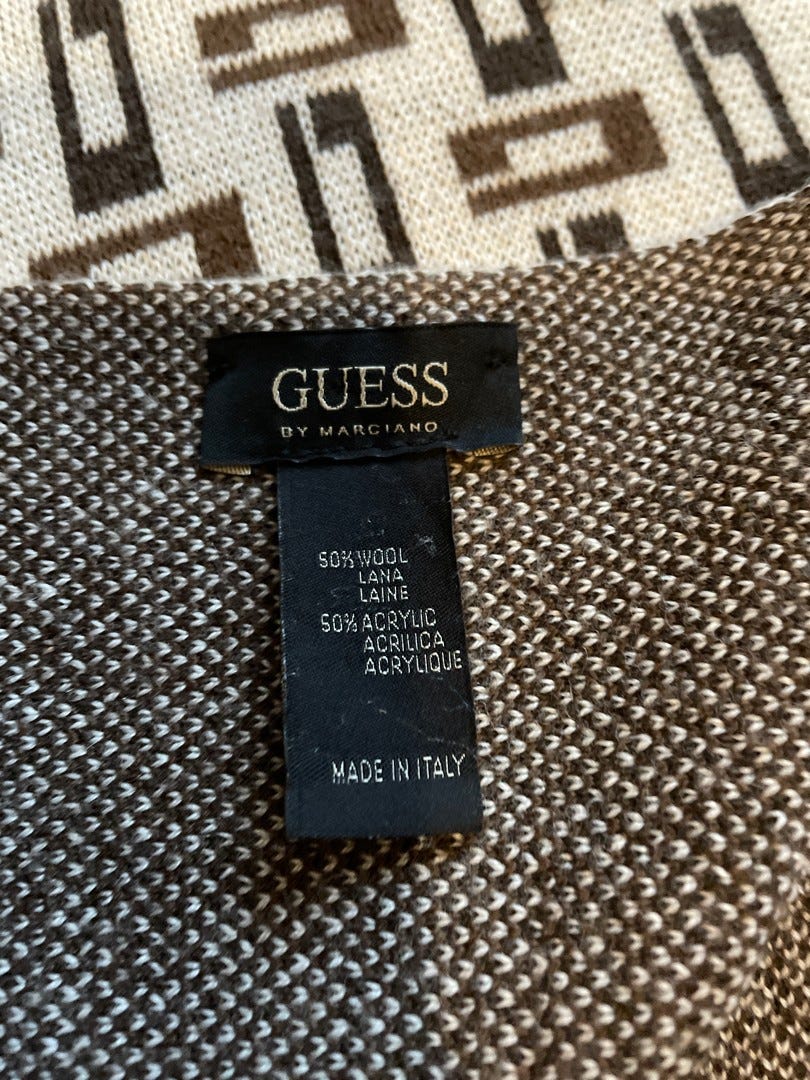 GUESS
BY MARCIANO
50% WOOL
LANA
LAINE
50% ACRYLIC
ACRILICA
ACRYLIQUE
MADE IN ITALY